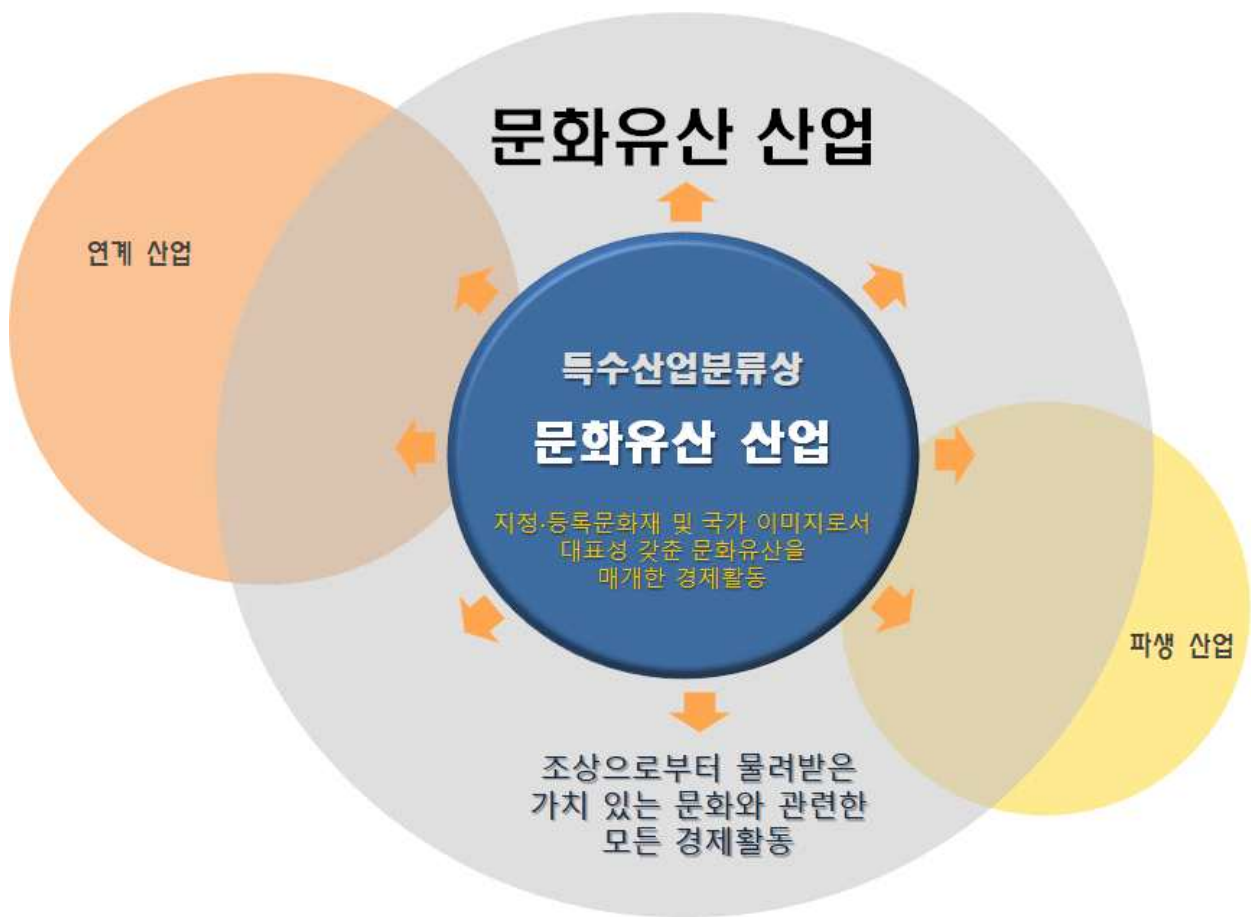 문화유산 산업
연계 산업
특수산업분류상
문화유산 산업
지정·등록문화재 및 국가 이미지로서
대표성 갖춘 문화유산을
매개한 경제활동
파생 산업
조상으로부터 물려받은
가치 있는 문화와 관련한
모든 경제활동